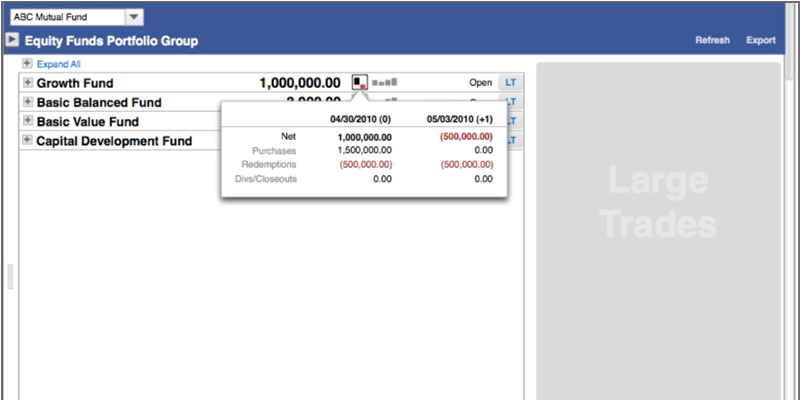 ABC Mutual Fund
Equity Funds Portfolio Group
Refresh Export
Expand All
Growth Fund 1,000,000.00 Open LT
Basic Balanced Fund LT
Basic Value Fund LT
Capital Development Fund LT
04/30/2010 (0) 05/03/2010 (+1)
Net 1,000,000.00 (500,000.00)
Purchases 1,500,000.00 0.00
Redemptions (500,000.00) (500,000.00)
Divs/Closeouts 0.00 0.00
Large
Trades